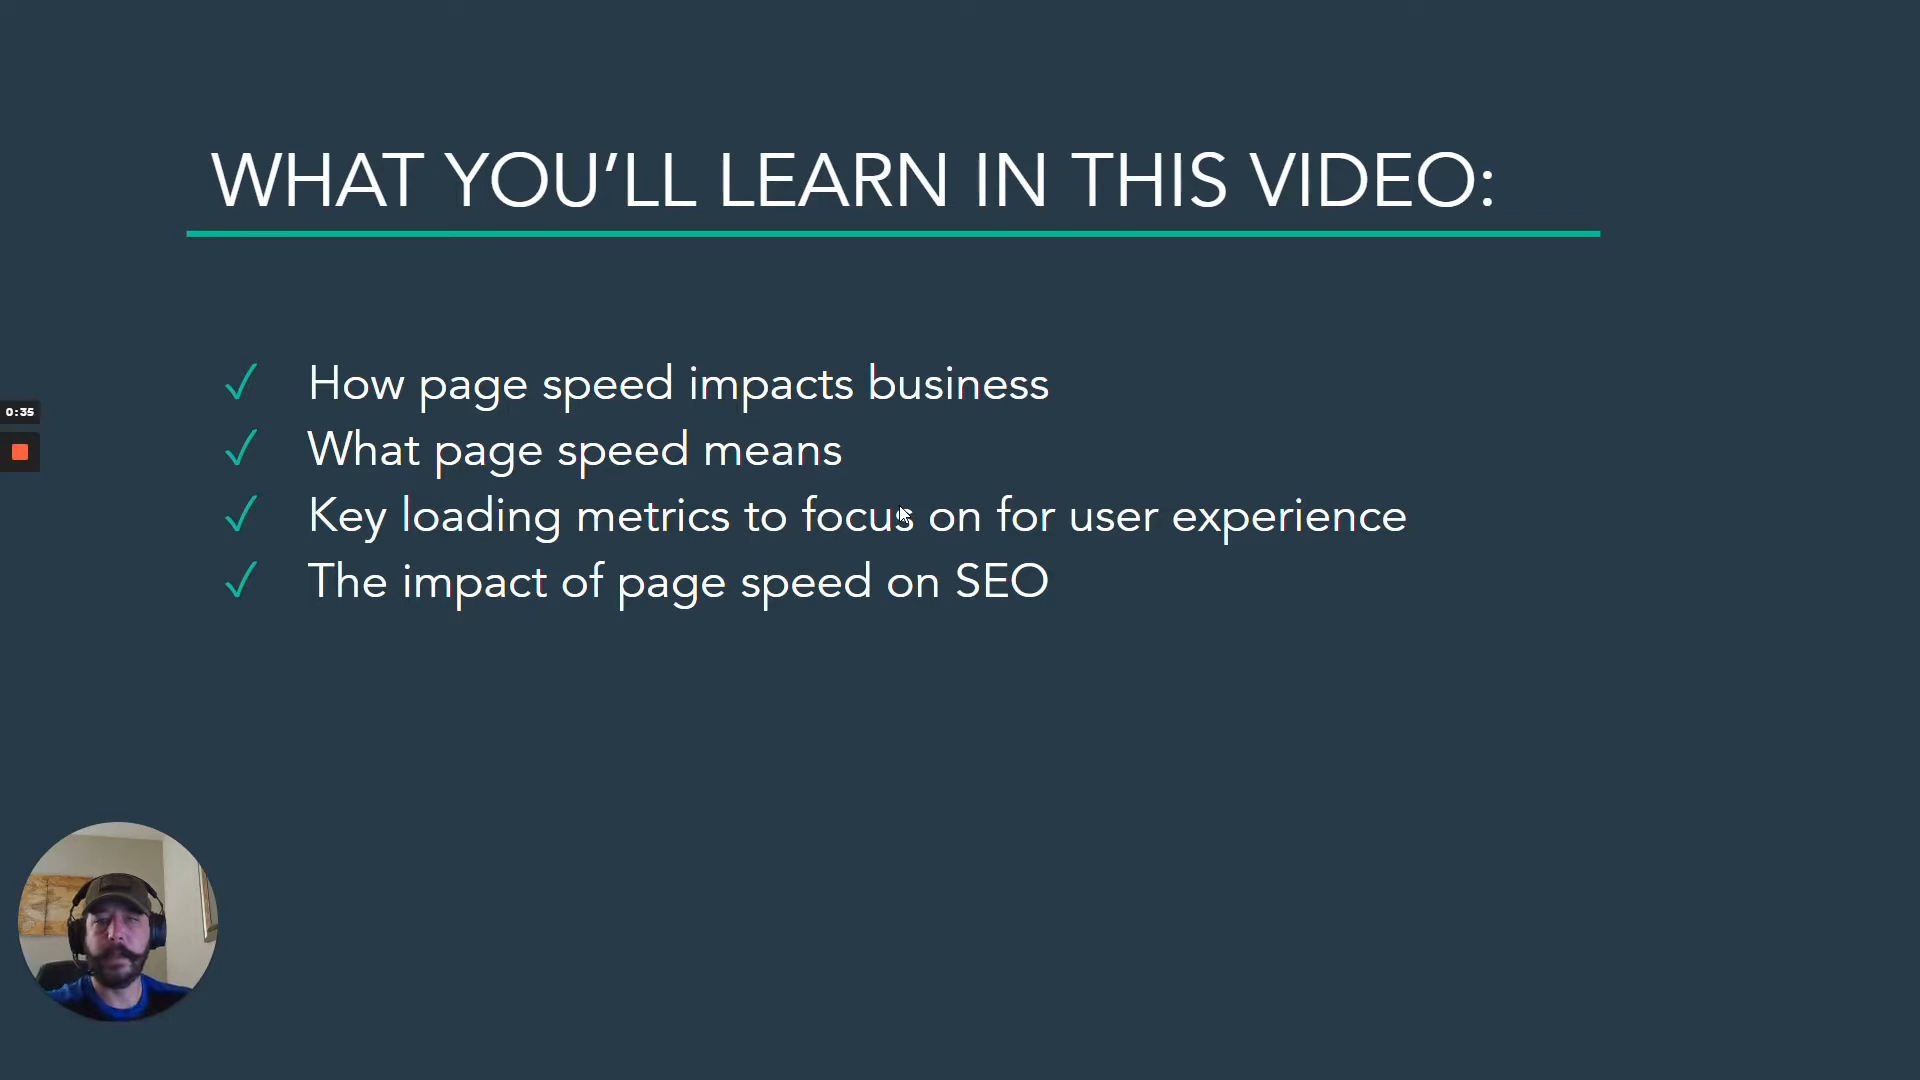 WHAT YOU’LL LEARN IN THIS VIDEO:
✓ How page speed impacts business
0:35
✓ What page speed means
✓ Key loading metrics to focus on for user experience
✓ The impact of page speed on SEO